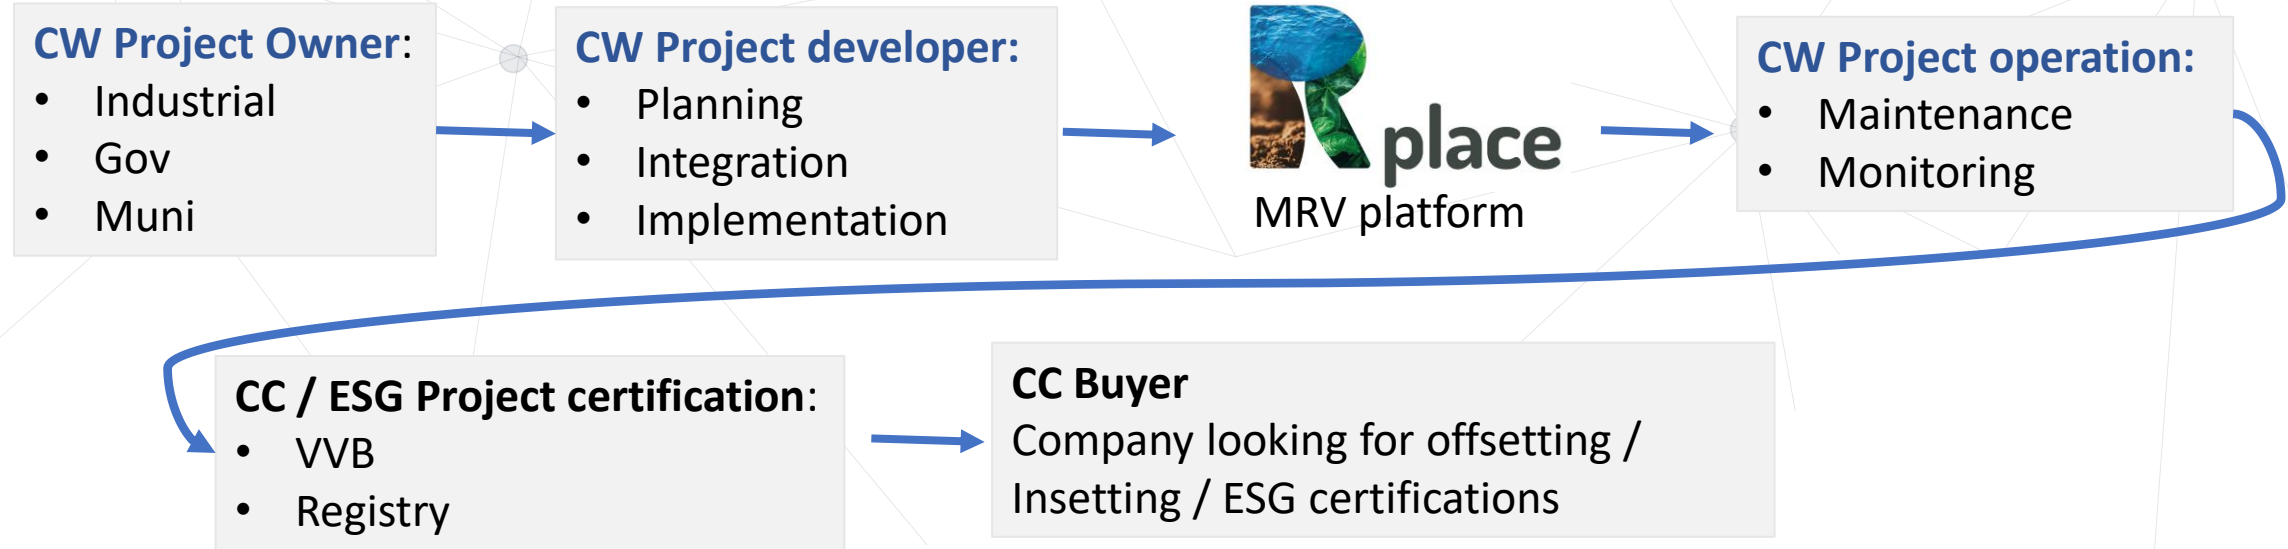 CW Project Owner:
• Industrial
• Gov
• Muni
CW Project developer:
• Planning
• Integration
• Implementation
R place
MRV platform
CW Project operation:
• Maintenance
• Monitoring
CC / ESG Project certification:
• VVB
• Registry
CC Buyer
Company looking for offsetting /
Insetting / ESG certifications